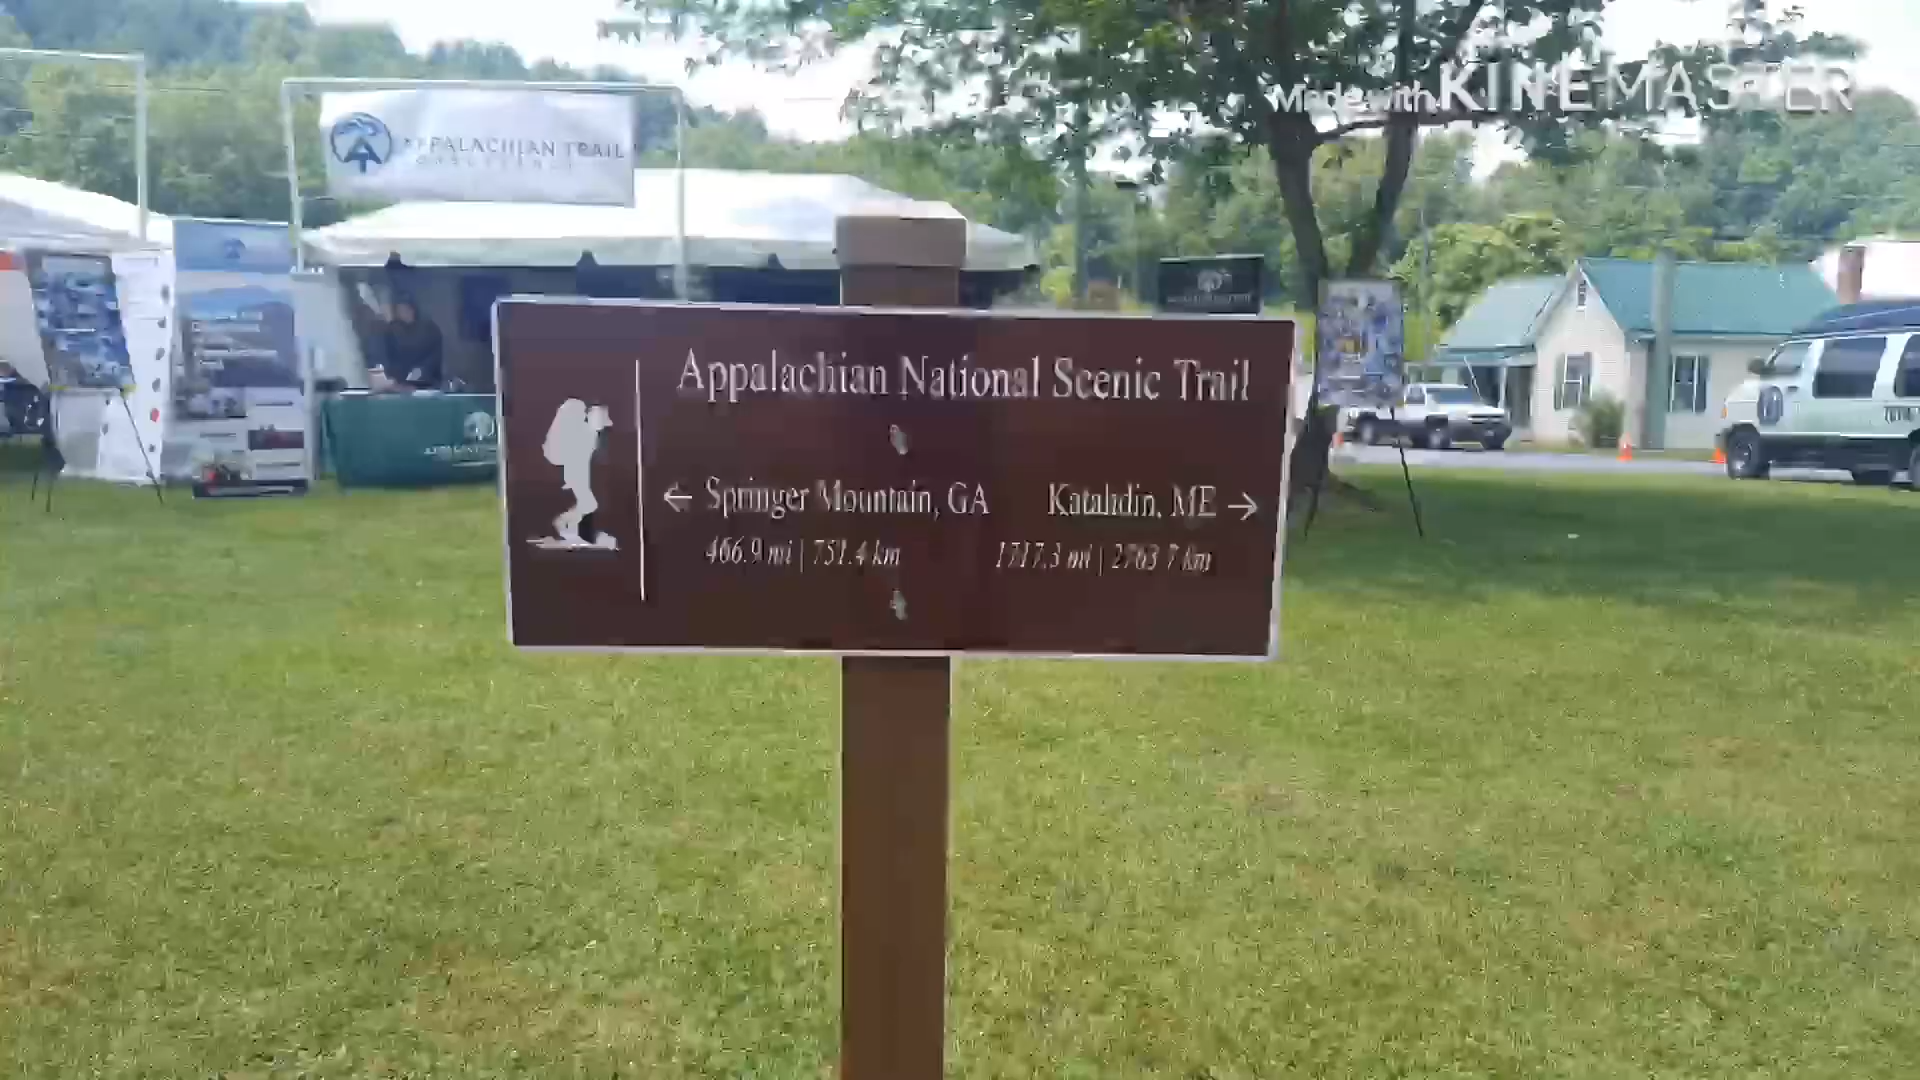 Made with KINEMASTER
APPALACHIAN TRAIL
CONSERVANCY
Appalachian National Scenic Trail
← Springer Mountain, GA Katahdin, ME →
466.9 mi | 751.4 km 1717.3 mi | 2763.7 km